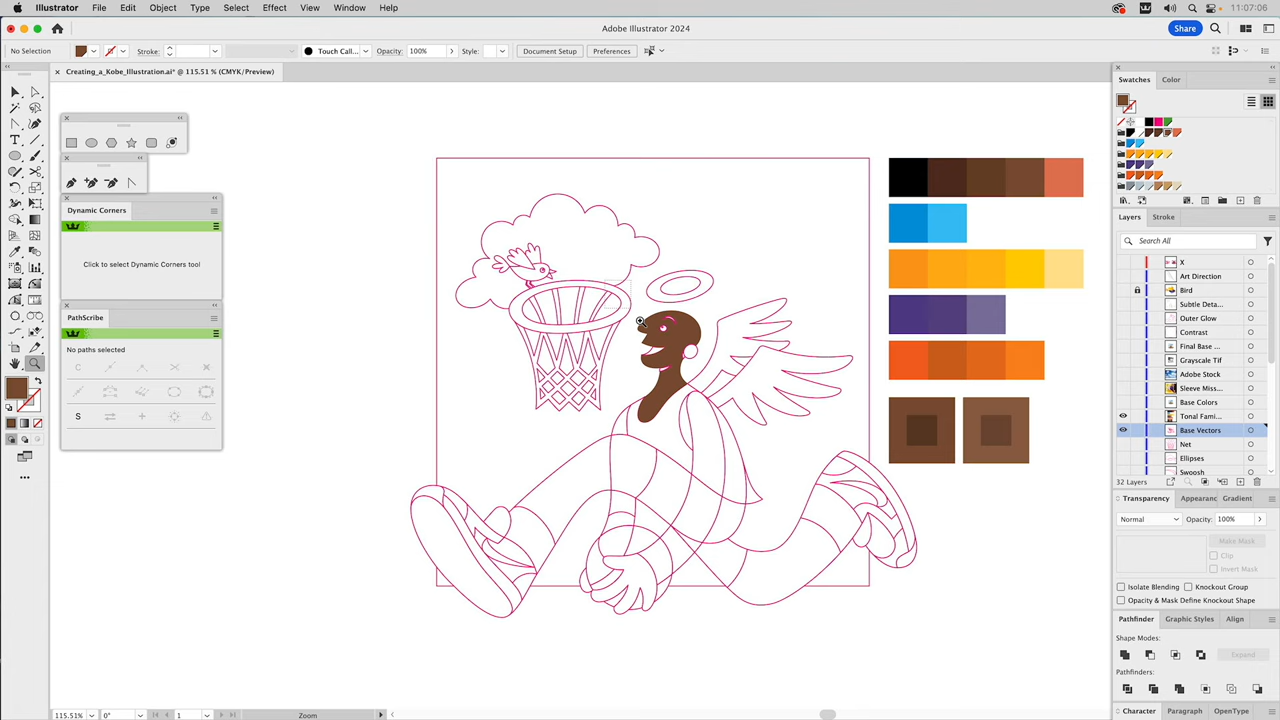 Illustrator File Edit Object Type Select Effect View Window Help 11:07:06
Adobe Illustrator 2024
Share
No Selection Stroke: Touch Call... Opacity: 100% Style: Document Setup Preferences
Creating_a_Kobe_Illustration.ai* @ 115.51 % (CMYK/Preview)
Swatches Color
Dynamic Corners
Click to select Dynamic Corners tool
PathScribe
No paths selected
Layers Stroke
Search All
X
Art Direction
Bird
Subtle Deta...
Outer Glow
Contrast
Final Base ...
Grayscale Tif
Adobe Stock
Sleeve Miss...
Base Colors
Tonal Fami...
Base Vectors
Net
Ellipses
Swoosh
32 Layers
Transparency Appearanc Gradient
Normal Opacity: 100%
Make Mask
Clip
Invert Mask
Isolate Blending Knockout Group
Opacity & Mask Define Knockout Shape
Pathfinder Graphic Styles Align
Shape Modes:
Expand
Pathfinders:
Character Paragraph OpenType
115.51% 0° 1 Zoom